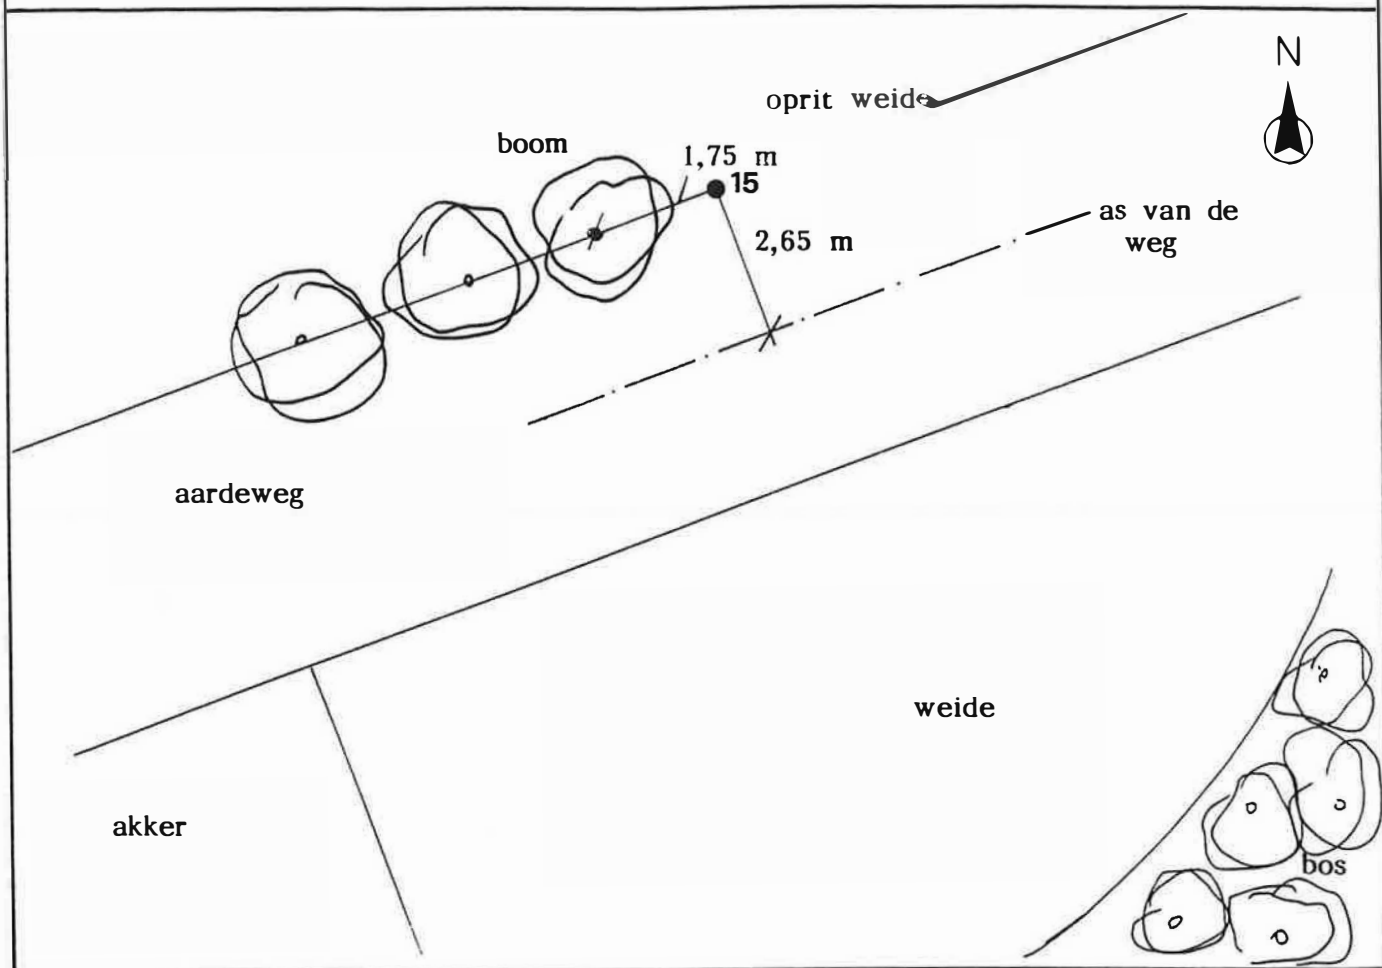 N
oprit weide
boom
1,75 m
15
as van de
weg
2,65 m
aardeweg
weide
akker
bos